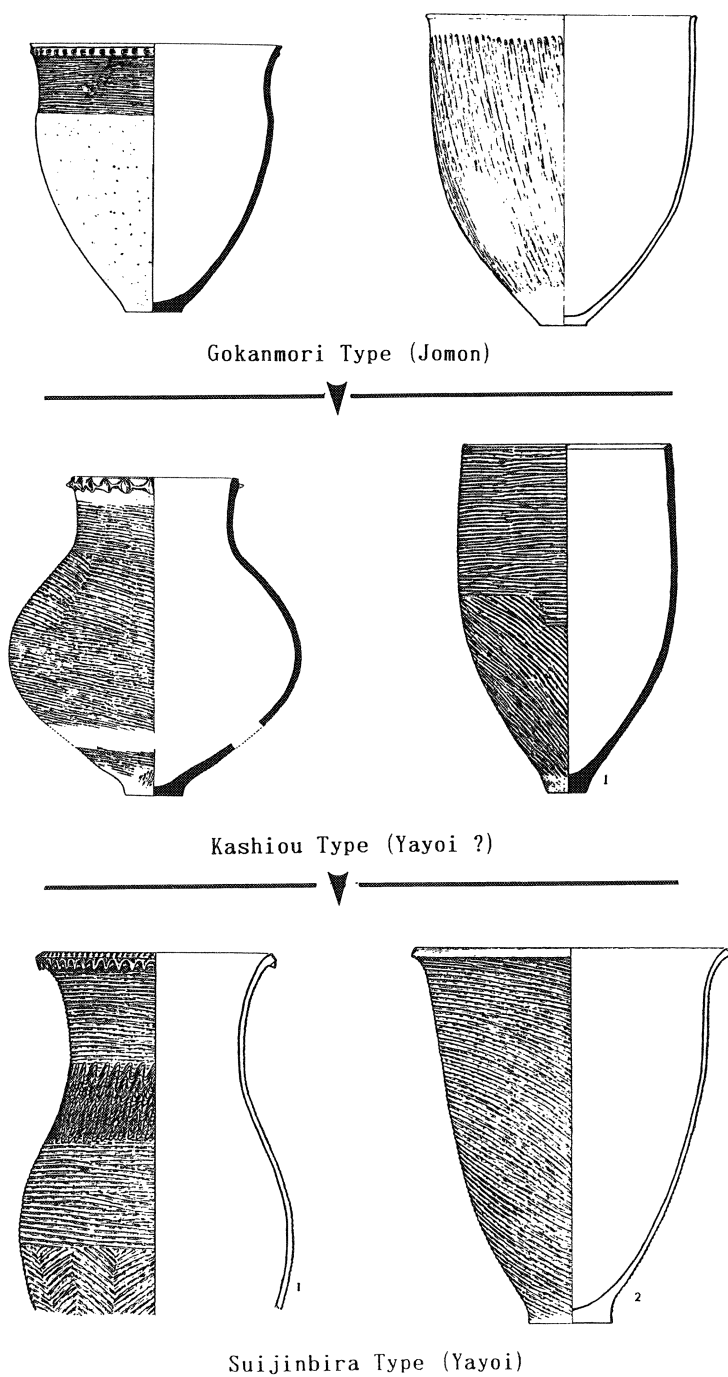 Gokanmori Type (Jomon)
1
Kashiou Type (Yayoi ?)
1
2
Suijinbira Type (Yayoi)